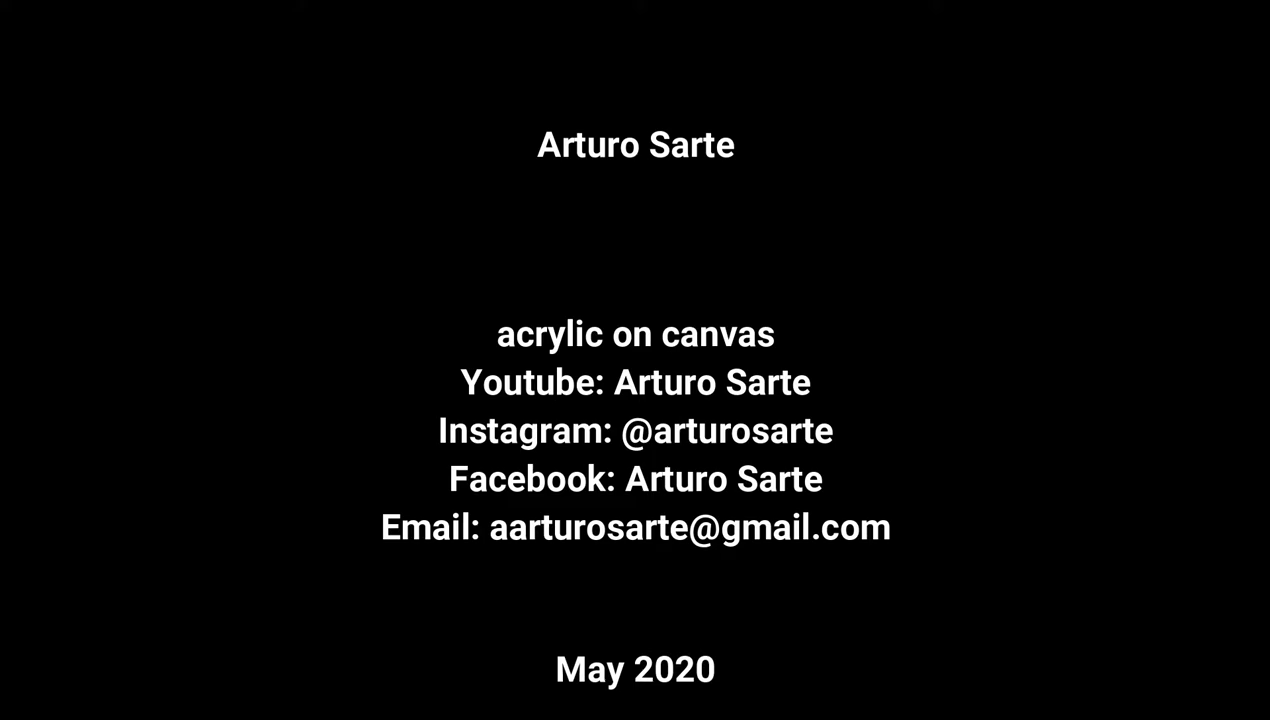 Arturo Sarte
acrylic on canvas
Youtube: Arturo Sarte
Instagram: @arturosarte
Facebook: Arturo Sarte
Email: aarturosarte@gmail.com
May 2020